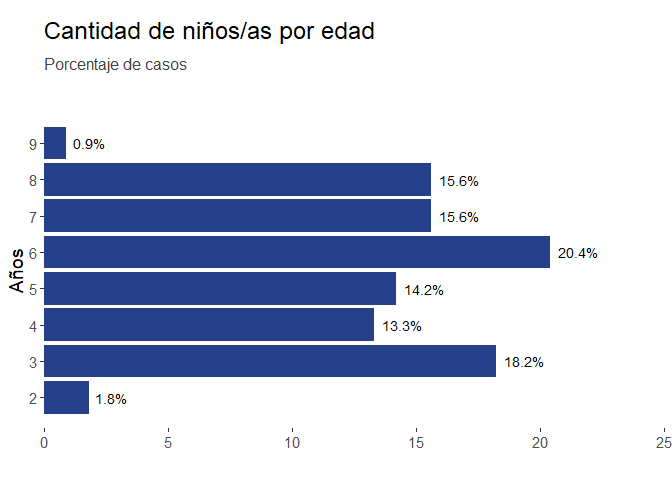 Cantidad de niños/as por edad
Porcentaje de casos
Años
9 0.9%
8 15.6%
7 15.6%
6 20.4%
5 14.2%
4 13.3%
3 18.2%
2 1.8%
0 5 10 15 20 25